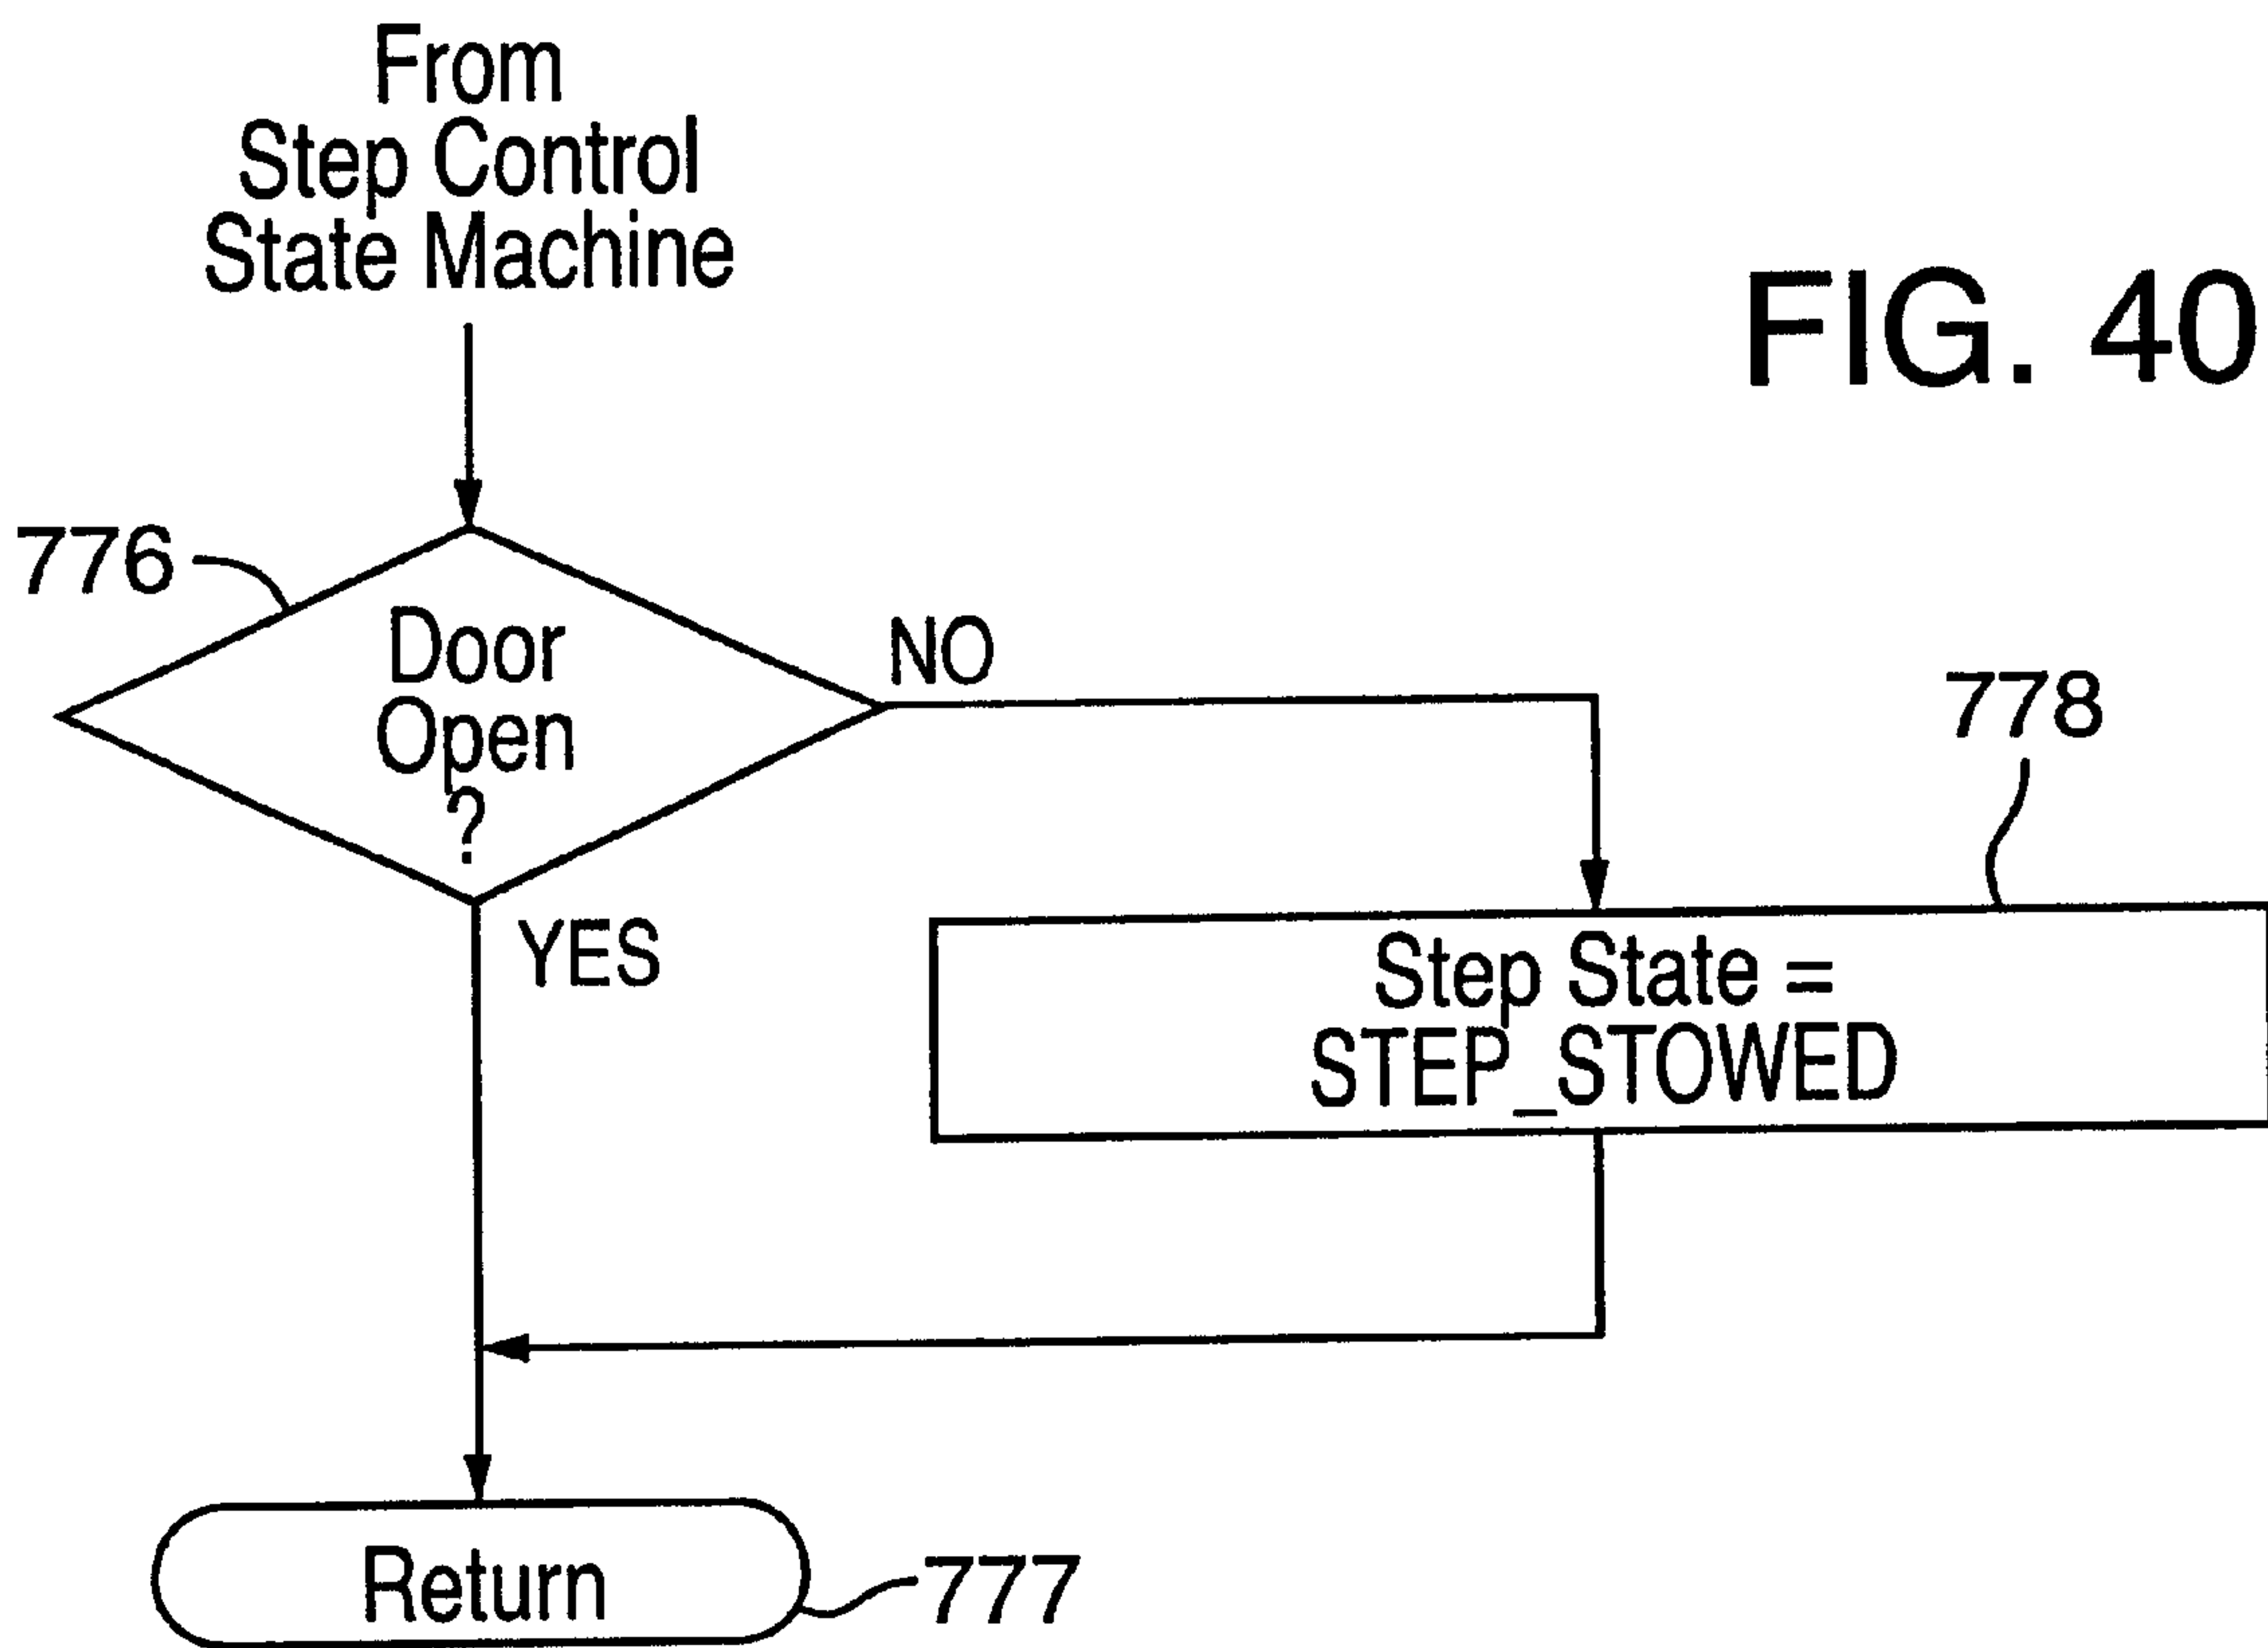 From
Step Control
State Machine
FIG. 40
776
Door
Open
?
NO
YES
778
Step State =
STEP_STOWED
Return
777